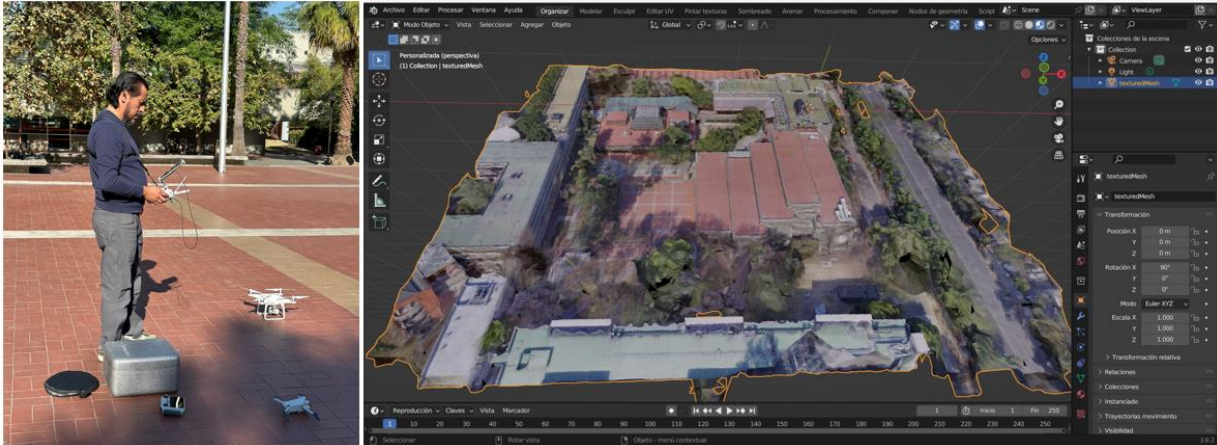 Archivo Editar Procesar Ventana Ayuda Organizar Modelar Esculpir Editar UV Pintar texturas Sombreado Animar Procesamiento Componer Nodos de geometría Script Scene ViewLayer
Modo Objeto Vista Seleccionar Agregar Objeto Global
Opciones
Personalizada (perspectiva)
(1) Collection | texturedMesh
Colecciones de la escena
Collection
Camera
Light
texturedMesh
texturedMesh
texturedMesh
Transformación
Posición X 0 m
Y 0 m
Z 0 m
Rotación X 90°
Y 0°
Z 0°
Modo Euler XYZ
Escala X 1.000
Y 1.000
Z 1.000
Transformación relativa
Relaciones
Colecciones
Instanciado
Trayectorias movimiento
Visibilidad
Reproducción Claves Vista Marcador 1 Inicio 1 Fin 250
1 10 20 30 40 50 60 70 80 90 100 110 120 130 140 150 160 170 180 190 200 210 220 230 240 250
Seleccionar Rotar vista Objeto - menú contextual